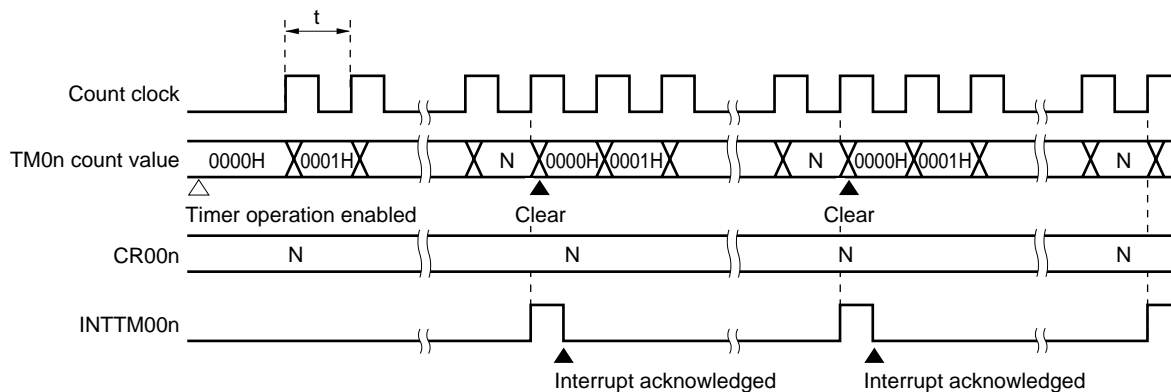 t
Count clock
TM0n count value 0000H 0001H N 0000H 0001H N 0000H 0001H N
Timer operation enabled Clear Clear
CR00n N N N N
INTTM00n
Interrupt acknowledged Interrupt acknowledged